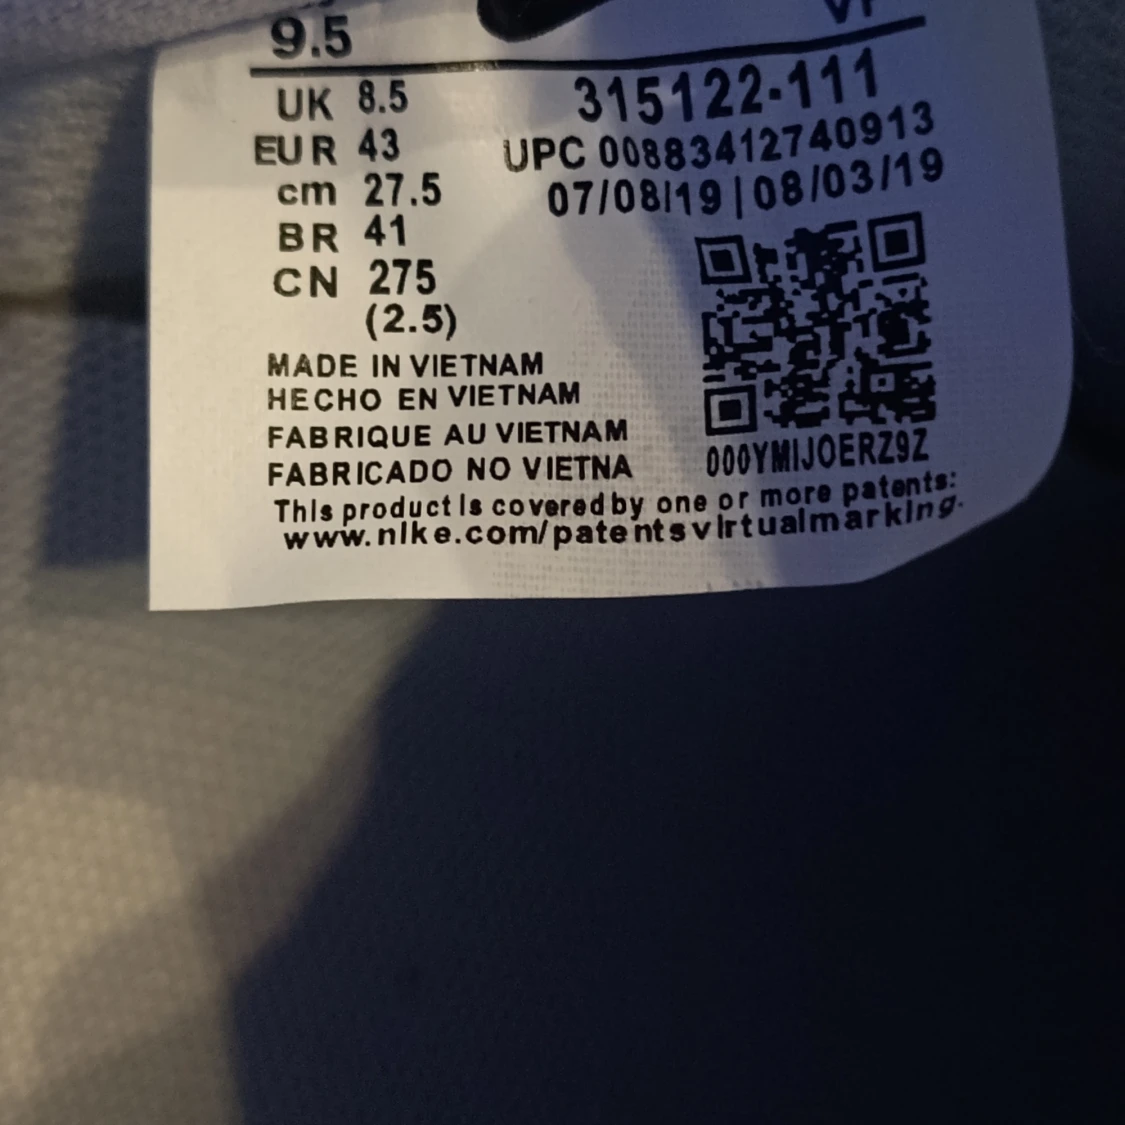 9.5
UK 8.5
EUR 43
cm 27.5
BR 41
CN 275
(2.5)
315122-111
UPC 00883412740913
07/08/19 | 08/03/19
000YMIJOERZ9Z
MADE IN VIETNAM
HECHO EN VIETNAM
FABRIQUE AU VIETNAM
FABRICADO NO VIETNA
This product is covered by one or more patents:
www.nike.com/patentsvirtualmarking.